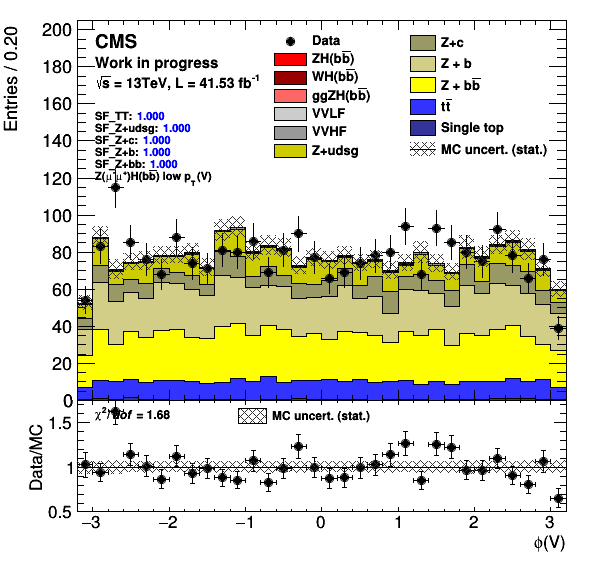 CMS
Work in progress
√s = 13TeV, L = 41.53 fb⁻¹
SF_TT: 1.000
SF_Z+udsg: 1.000
SF_Z+c: 1.000
SF_Z+b: 1.000
SF_Z+bb: 1.000
Z(μ⁻μ⁺)H(bb̅) low p_T(V)
Data
ZH(bb̅)
WH(bb̅)
ggZH(bb̅)
VVLF
VVHF
Z+udsg
Z+c
Z + b
Z + bb̅
tt̅
Single top
MC uncert. (stat.)
Entries / 0.20
200
180
160
140
120
100
80
60
40
20
0
χ²/dof = 1.68
MC uncert. (stat.)
Data/MC
1.5
1
0.5
−3 −2 −1 0 1 2 3
ϕ(V)